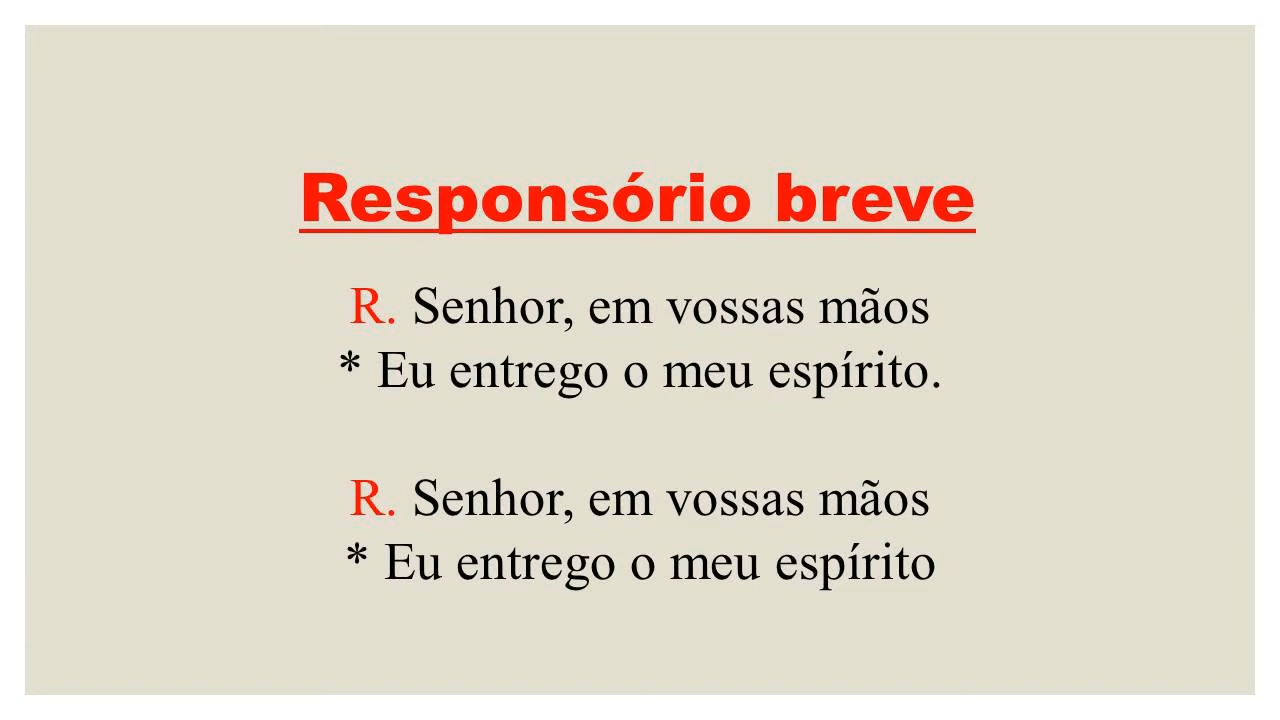 Responsório breve
R. Senhor, em vossas mãos
* Eu entrego o meu espírito.
R. Senhor, em vossas mãos
* Eu entrego o meu espírito